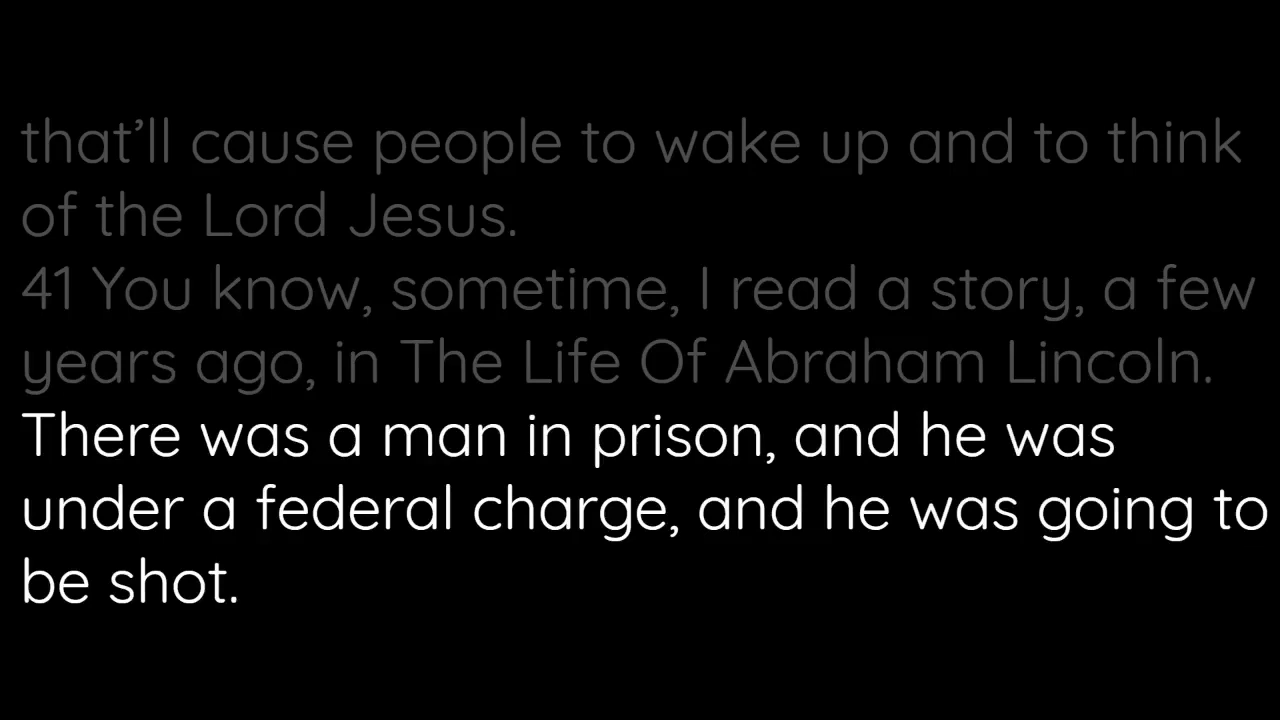 that’ll cause people to wake up and to think
of the Lord Jesus.
41 You know, sometime, I read a story, a few
years ago, in The Life Of Abraham Lincoln.
There was a man in prison, and he was
under a federal charge, and he was going to
be shot.